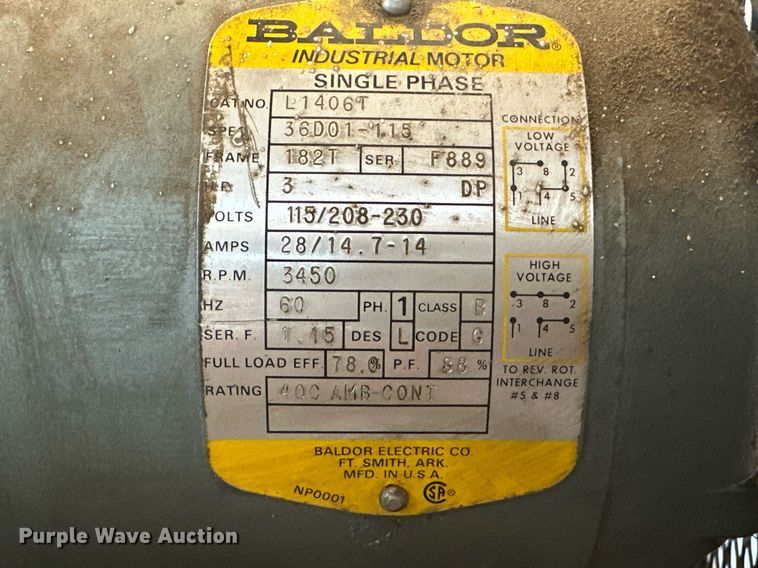 BALDOR®
INDUSTRIAL MOTOR
SINGLE PHASE
CAT.NO. L1406T
SPEC. 36D01-115
FRAME 182T SER. F889
H.P. 3 DP
VOLTS 115/208-230
AMPS 28/14.7-14
R.P.M. 3450
HZ 60 PH. 1 CLASS B
SER. F. 1.15 DES L CODE G
FULL LOAD EFF. 78.0 P.F. 88 %
RATING 40C AMB-CONT
CONNECTION
LOW
VOLTAGE
3 8 2
1 4 5
LINE
HIGH
VOLTAGE
3 8 2
1 4 5
LINE
TO REV. ROT.
INTERCHANGE
#5 & #8
BALDOR ELECTRIC CO.
FT. SMITH, ARK.
MFD. IN U.S.A.
NP0001
SA®
Purple Wave Auction